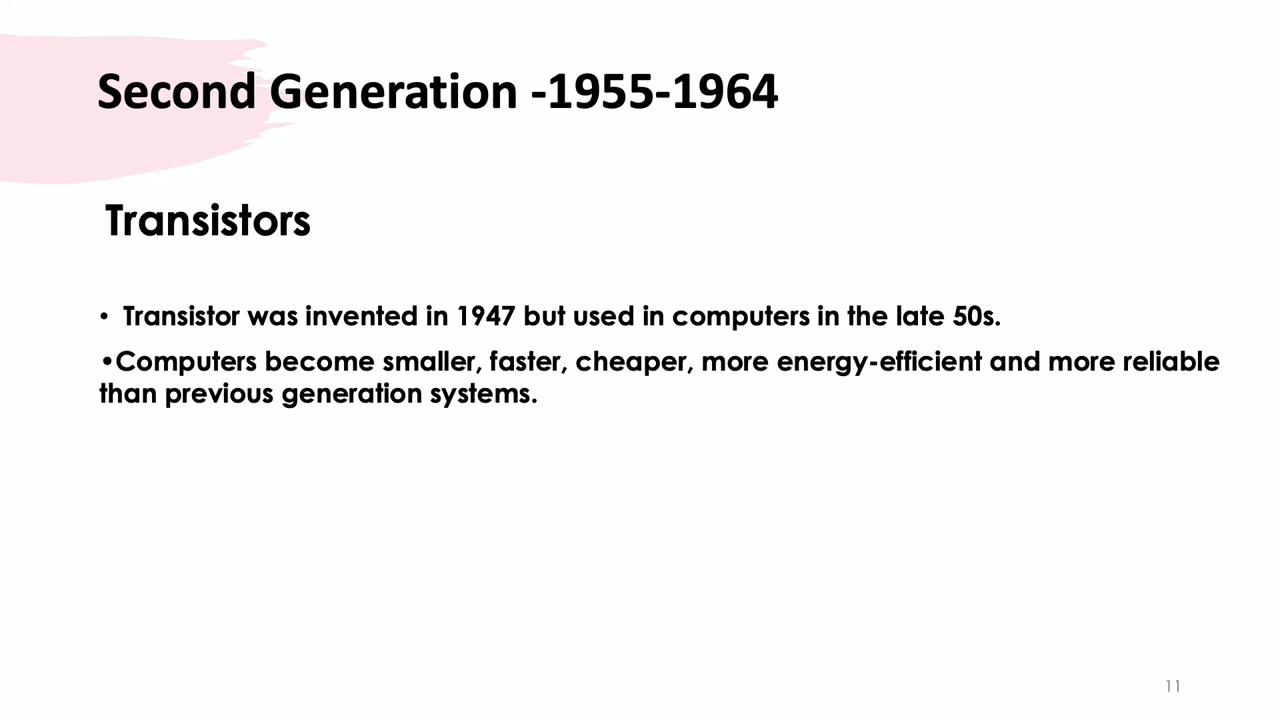 Second Generation -1955-1964
Transistors
• Transistor was invented in 1947 but used in computers in the late 50s.
•Computers become smaller, faster, cheaper, more energy-efficient and more reliable
than previous generation systems.
11